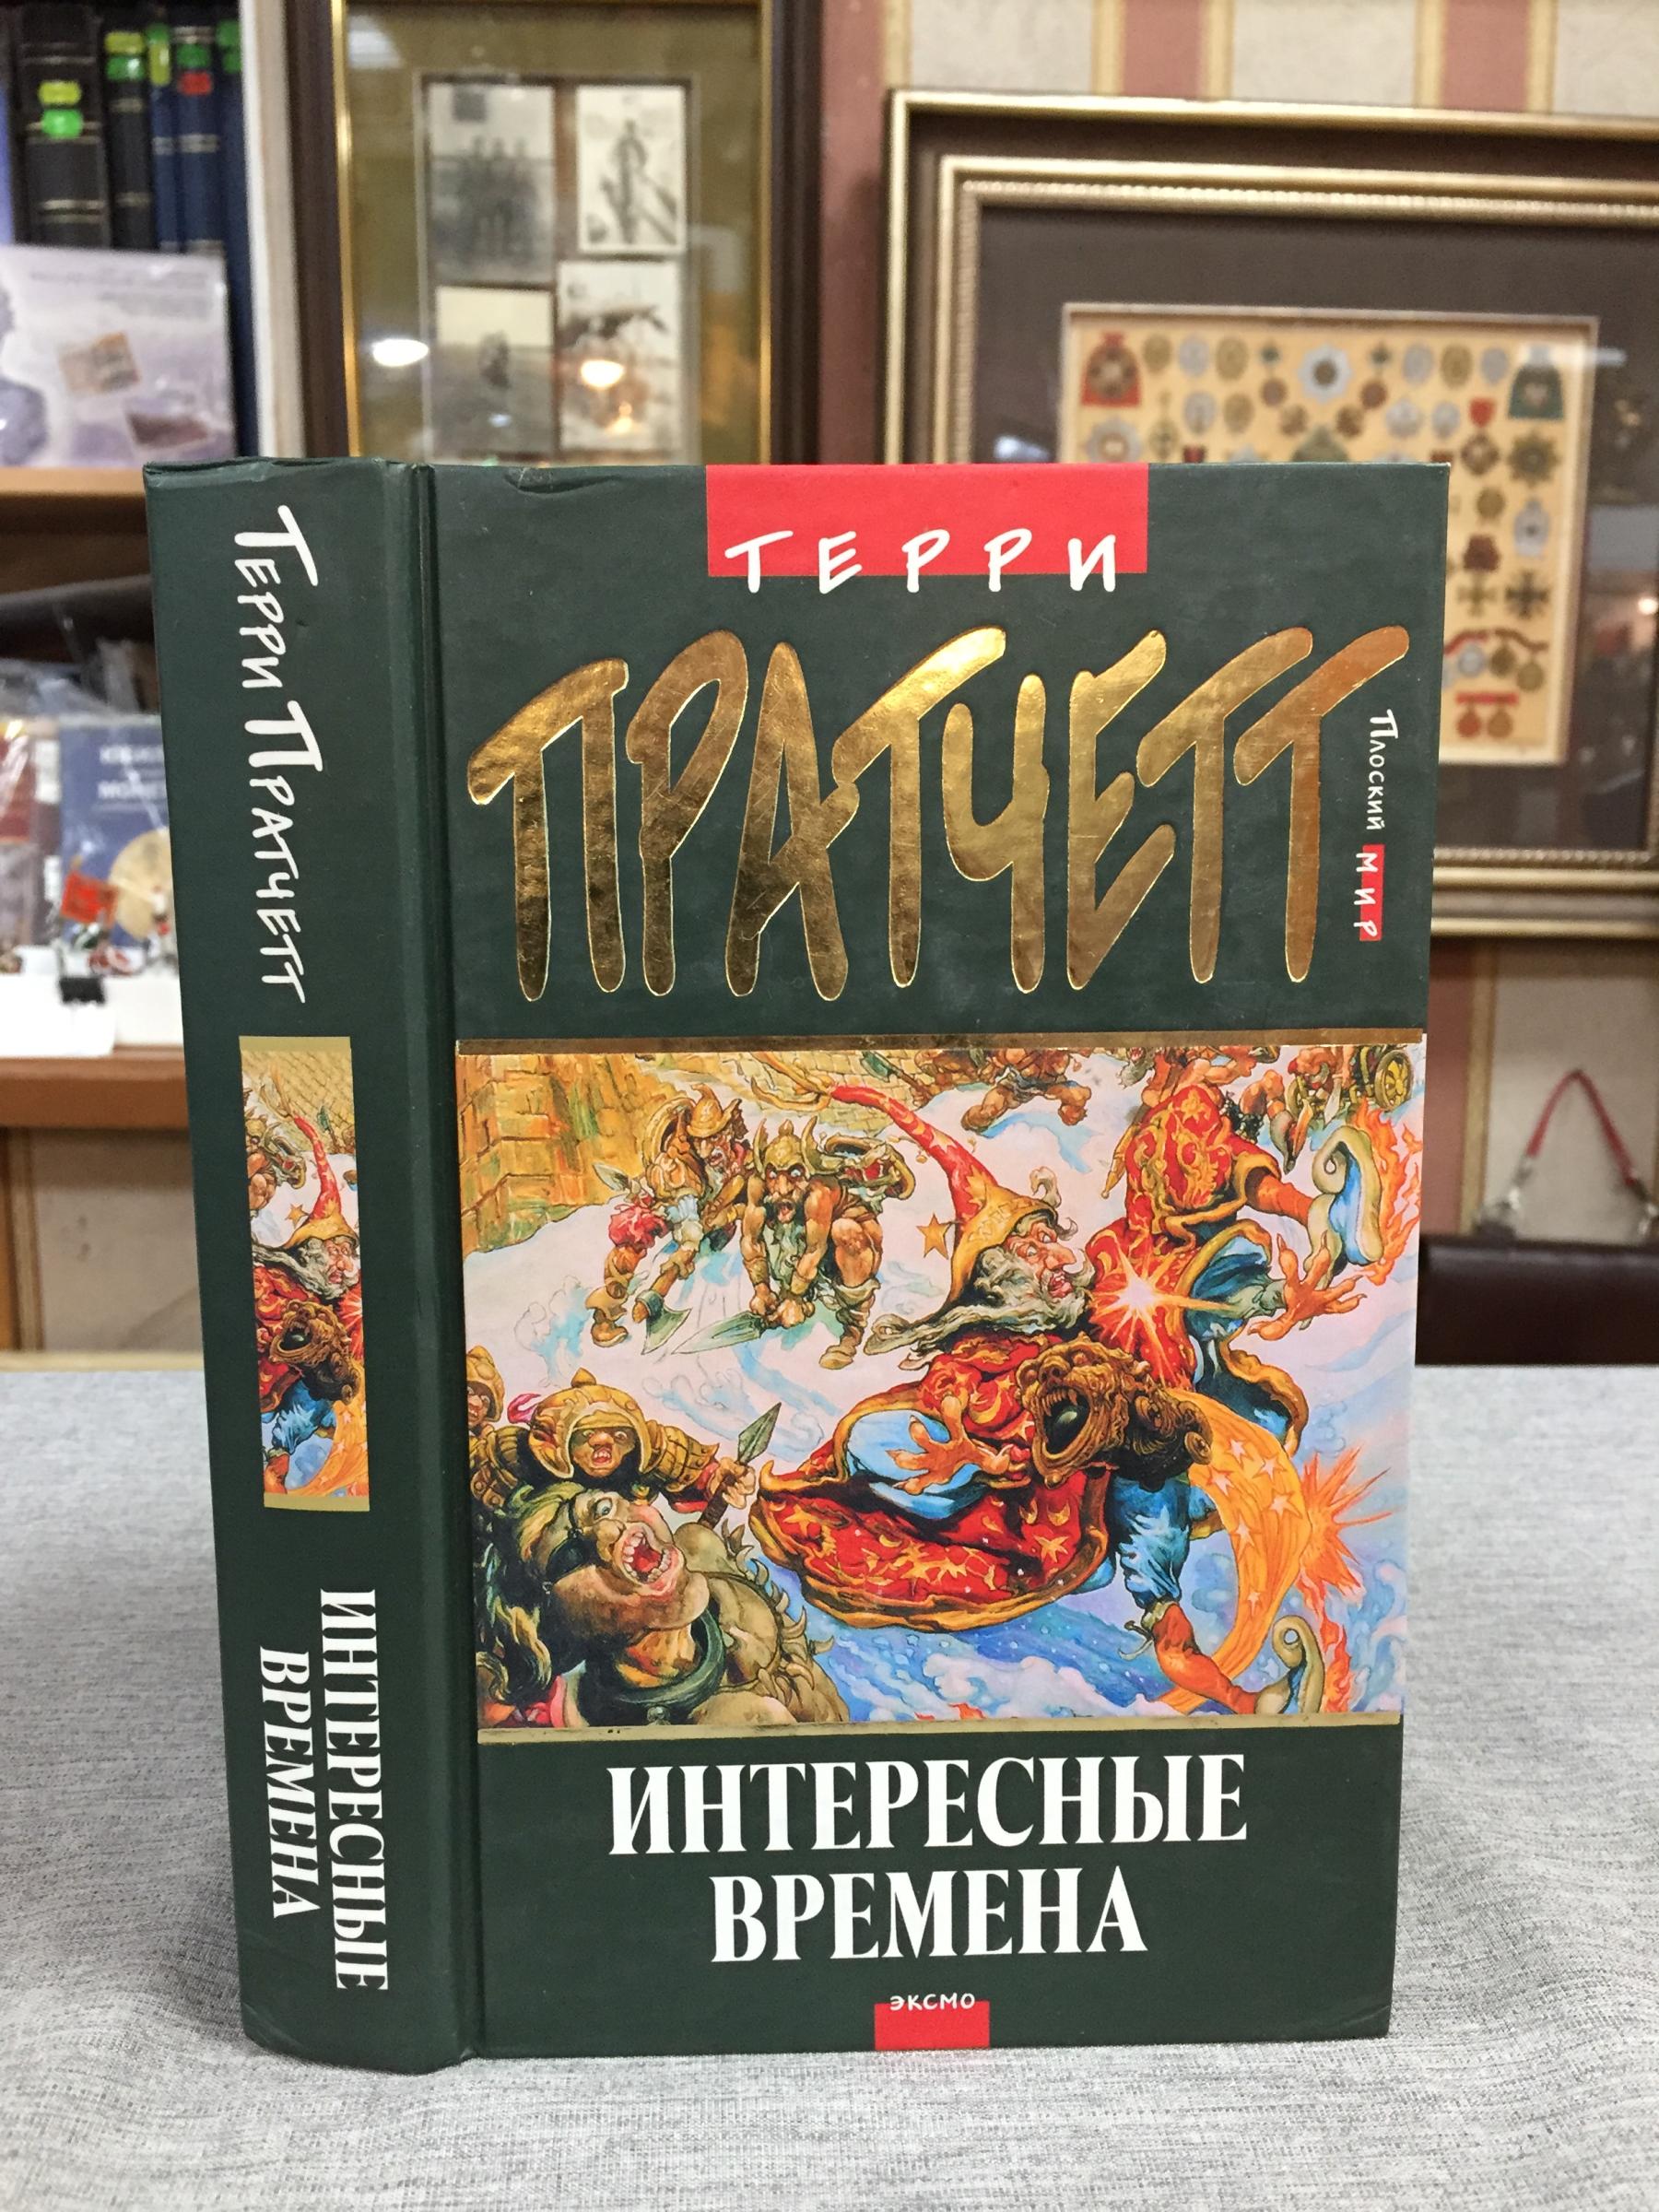 ТЕРРИ
ПРАТЧЕТТ
Плоский
МИР
ИНТЕРЕСНЫЕ
ВРЕМЕНА
ЭКСМО
ТЕРРИ ПРАТЧЕТТ
ИНТЕРЕСНЫЕ
ВРЕМЕНА